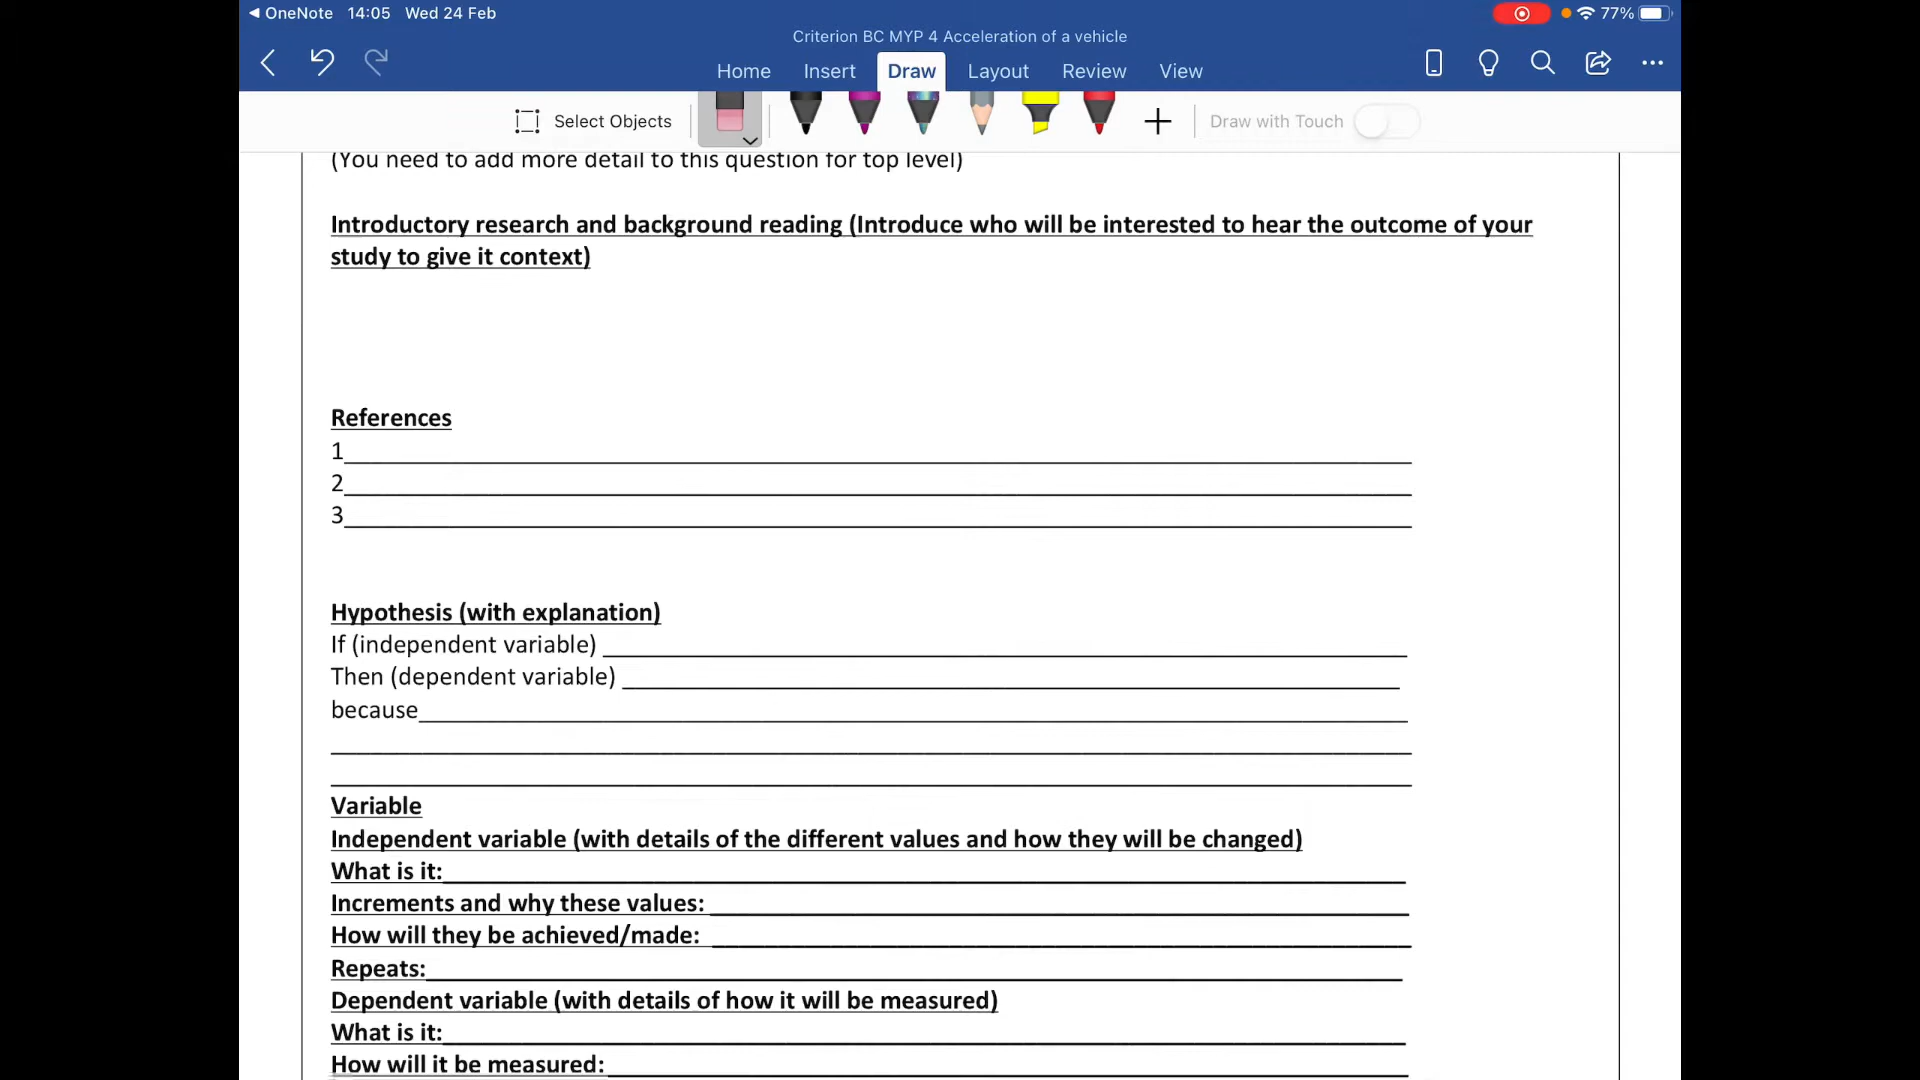 ◀ OneNote 14:05 Wed 24 Feb
77%
Criterion BC MYP 4 Acceleration of a vehicle
Home Insert Draw Layout Review View
Select Objects
Draw with Touch
(You need to add more detail to this question for top level)
Introductory research and background reading (Introduce who will be interested to hear the outcome of your
study to give it context)
References
1
2
3
Hypothesis (with explanation)
If (independent variable)
Then (dependent variable)
because
Variable
Independent variable (with details of the different values and how they will be changed)
What is it:
Increments and why these values:
How will they be achieved/made:
Repeats:
Dependent variable (with details of how it will be measured)
What is it:
How will it be measured: